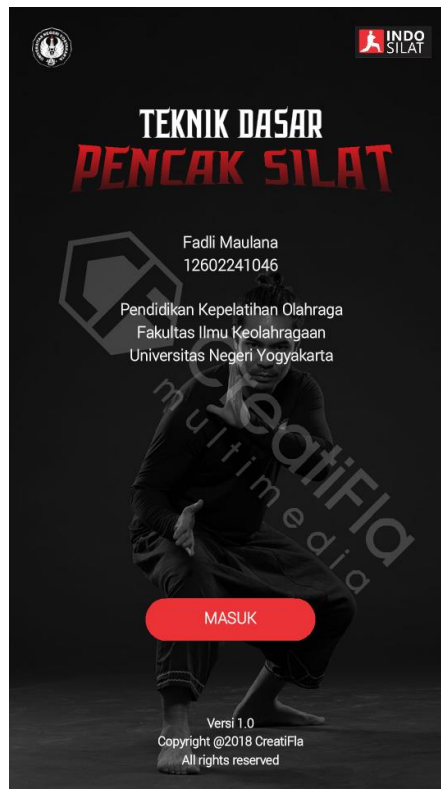 INDO
SILAT
TEKNIK DASAR
PENCAK SILAT
Fadli Maulana
12602241046
Pendidikan Kepelatihan Olahraga
Fakultas Ilmu Keolahragaan
Universitas Negeri Yogyakarta
CreatiFla
multimedia
MASUK
Versi 1.0
Copyright @2018 CreatiFla
All rights reserved